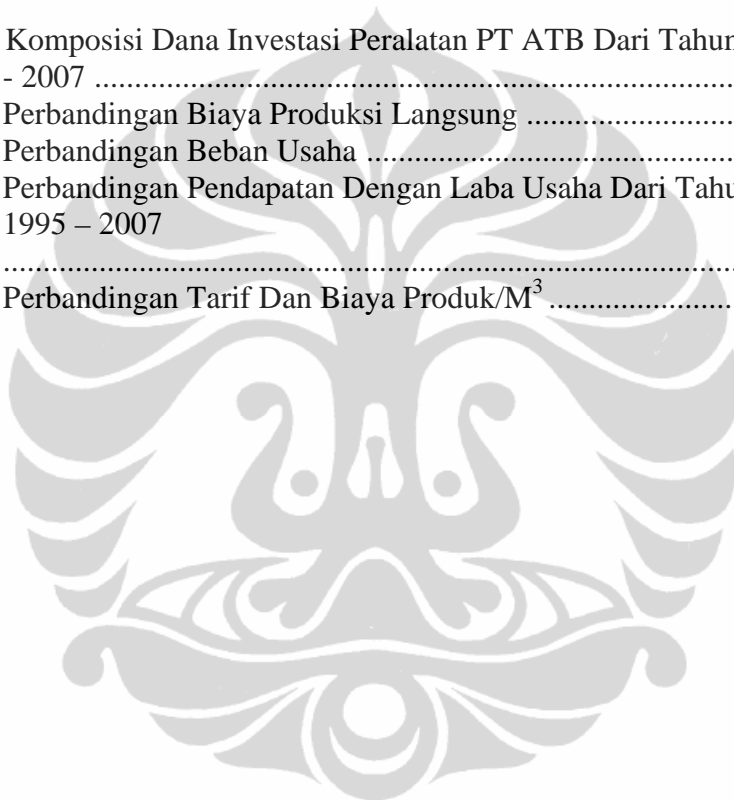 Komposisi Dana Investasi Peralatan PT ATB Dari Tahun
- 2007 ..........................................................................................
Perbandingan Biaya Produksi Langsung .............................
Perbandingan Beban Usaha ....................................................
Perbandingan Pendapatan Dengan Laba Usaha Dari Tahu
1995 – 2007
.....................................................................................................
Perbandingan Tarif Dan Biaya Produk/M³ .........................